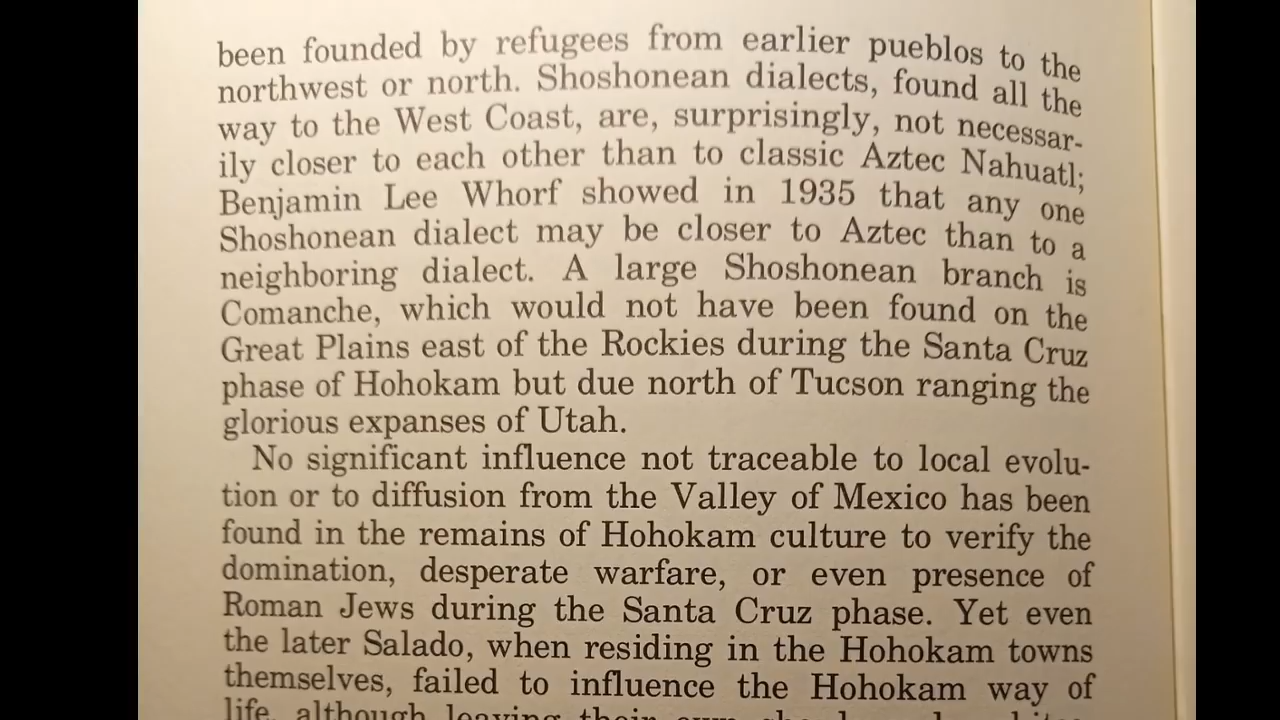 been founded by refugees from earlier pueblos to the
northwest or north. Shoshonean dialects, found all the
way to the West Coast, are, surprisingly, not necessar-
ily closer to each other than to classic Aztec Nahuatl;
Benjamin Lee Whorf showed in 1935 that any one
Shoshonean dialect may be closer to Aztec than to a
neighboring dialect. A large Shoshonean branch is
Comanche, which would not have been found on the
Great Plains east of the Rockies during the Santa Cruz
phase of Hohokam but due north of Tucson ranging the
glorious expanses of Utah.
No significant influence not traceable to local evolu-
tion or to diffusion from the Valley of Mexico has been
found in the remains of Hohokam culture to verify the
domination, desperate warfare, or even presence of
Roman Jews during the Santa Cruz phase. Yet even
the later Salado, when residing in the Hohokam towns
themselves, failed to influence the Hohokam way of
life, although leaving their own